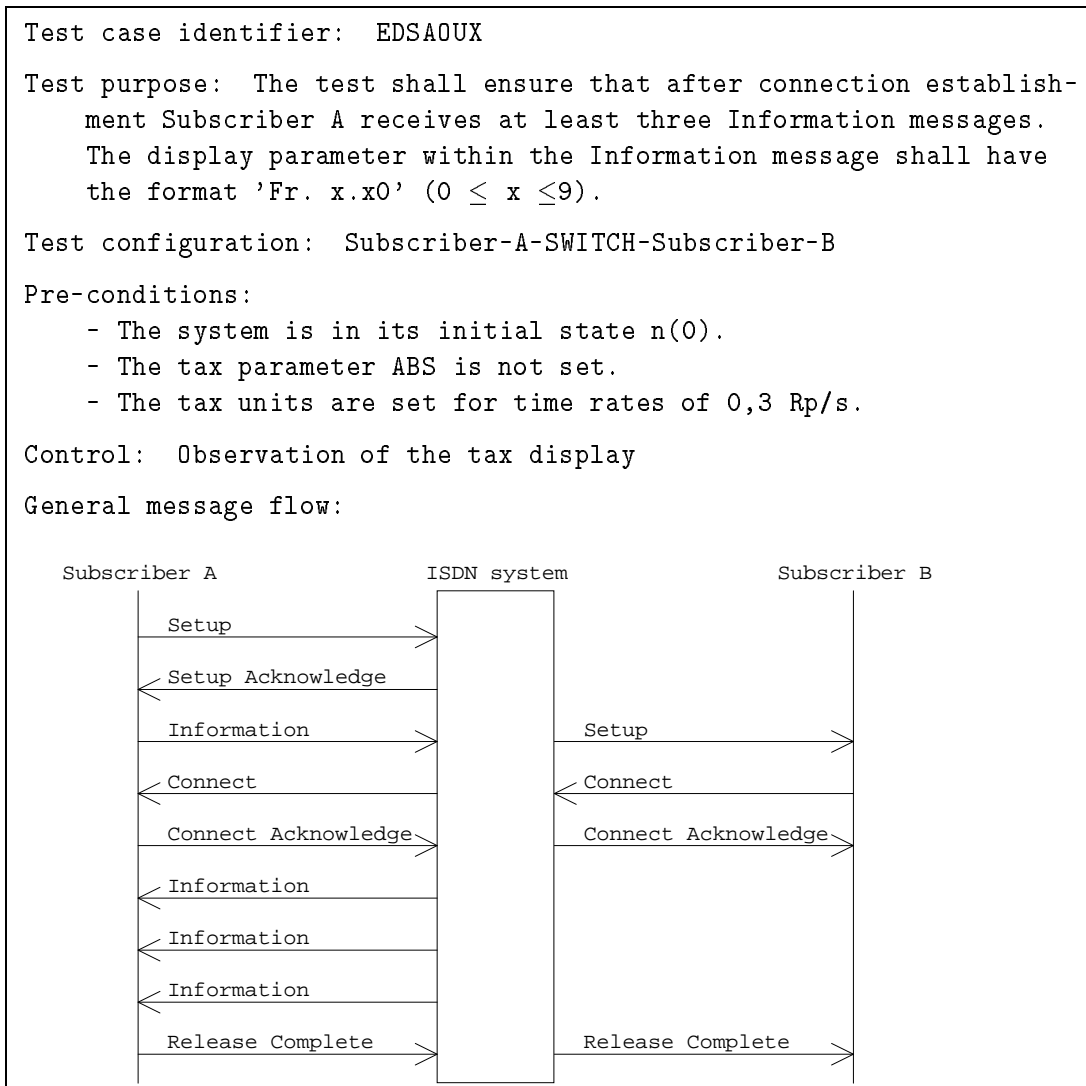 Test case identifier: EDSAOUX
Test purpose: The test shall ensure that after connection establish-
ment Subscriber A receives at least three Information messages.
The display parameter within the Information message shall have
the format 'Fr. x.x0' (0 ≤ x ≤9).
Test configuration: Subscriber-A-SWITCH-Subscriber-B
Pre-conditions:
- The system is in its initial state n(0).
- The tax parameter ABS is not set.
- The tax units are set for time rates of 0,3 Rp/s.
Control: Observation of the tax display
General message flow:
Subscriber A ISDN system Subscriber B
Setup
Setup Acknowledge
Information Setup
Connect Connect
Connect Acknowledge Connect Acknowledge
Information
Information
Information
Release Complete Release Complete